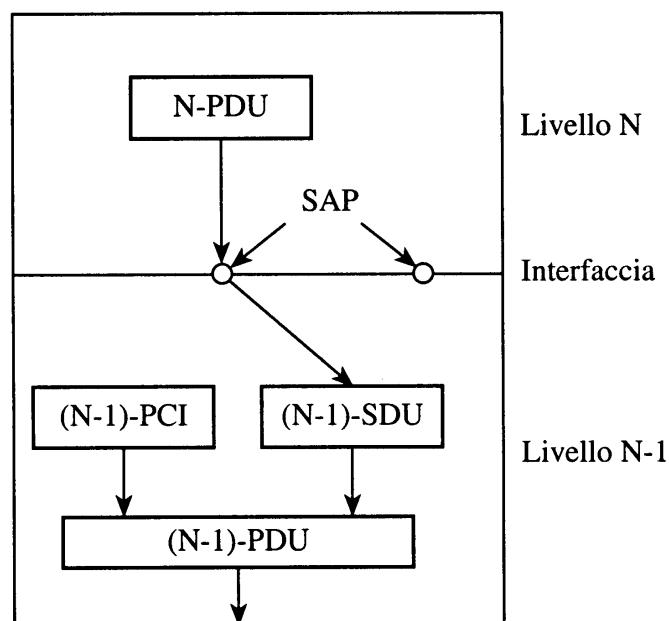 N-PDU
Livello N
SAP
Interfaccia
(N-1)-PCI
(N-1)-SDU
Livello N-1
(N-1)-PDU